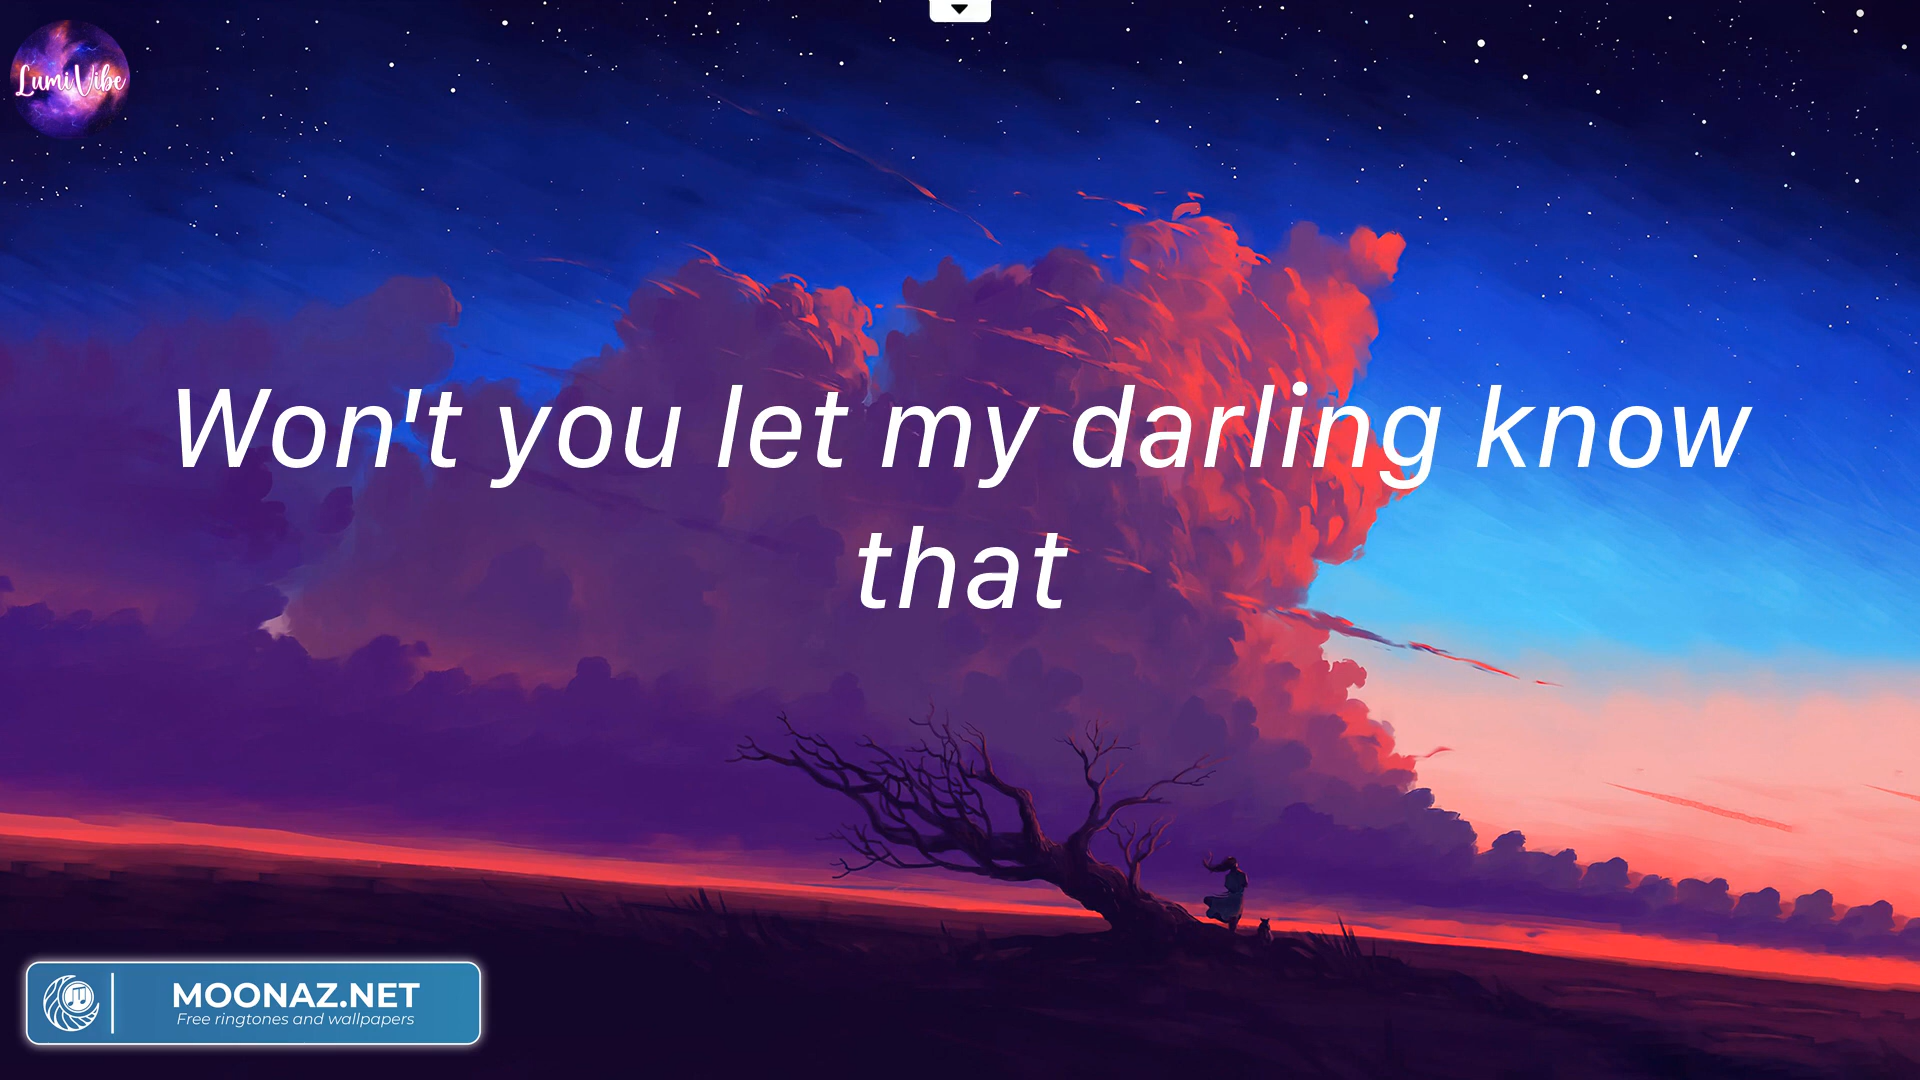 LumiVibe
Won't you let my darling know
that
MOONAZ.NET
Free ringtones and wallpapers